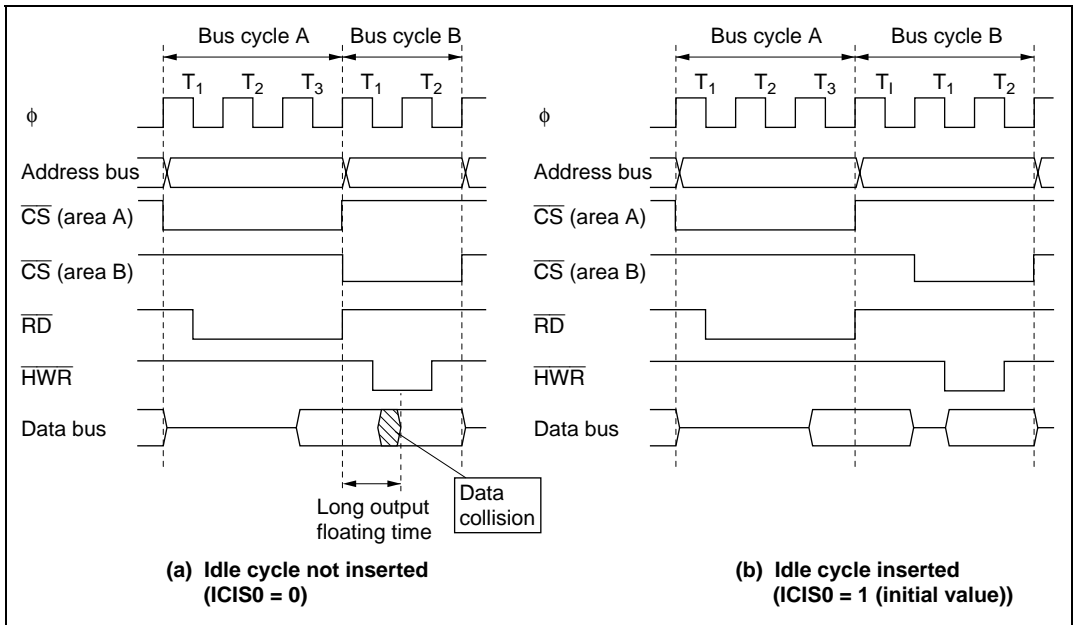 Bus cycle A Bus cycle B
T1 T2 T3 T1 T2
φ
Address bus
CS (area A)
CS (area B)
RD
HWR
Data bus
Long output
floating time
Data
collision
(a) Idle cycle not inserted
(ICIS0 = 0)
Bus cycle A Bus cycle B
T1 T2 T3 TI T1 T2
φ
Address bus
CS (area A)
CS (area B)
RD
HWR
Data bus
(b) Idle cycle inserted
(ICIS0 = 1 (initial value))